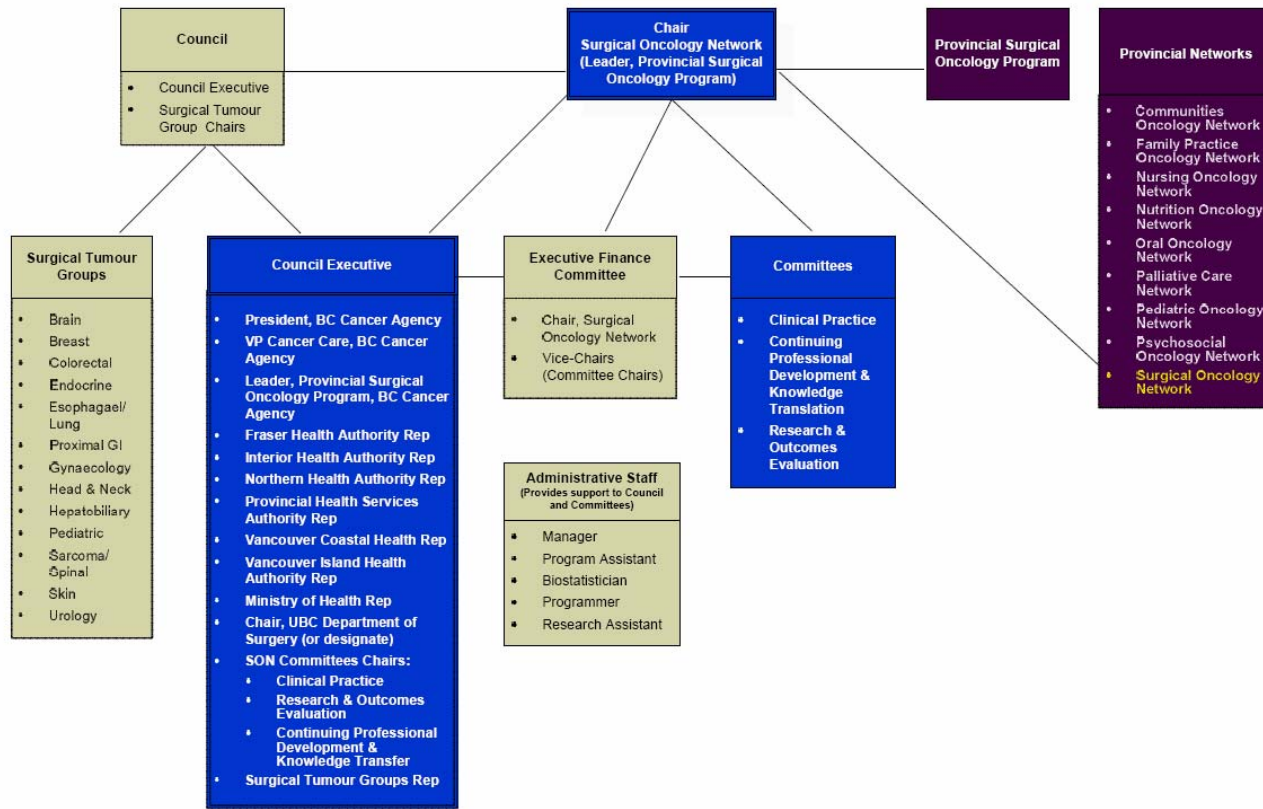 Council
• Council Executive
• Surgical Tumour
Group Chairs
Chair
Surgical Oncology Network
(Leader, Provincial Surgical
Oncology Program)
Provincial Surgical
Oncology Program
Provincial Networks
• Communities
Oncology Network
• Family Practice
Oncology Network
• Nursing Oncology
Network
• Nutrition Oncology
Network
• Oral Oncology
Network
• Palliative Care
Network
• Pediatric Oncology
Network
• Psychosocial
Oncology Network
• Surgical Oncology
Network
Surgical Tumour
Groups
• Brain
• Breast
• Colorectal
• Endocrine
• Esophagael/
Lung
• Proximal GI
• Gynaecology
• Head & Neck
• Hepatobiliary
• Pediatric
• Sarcoma/
Spinal
• Skin
• Urology
Council Executive
• President, BC Cancer Agency
• VP Cancer Care, BC Cancer
Agency
• Leader, Provincial Surgical
Oncology Program, BC Cancer
Agency
• Fraser Health Authority Rep
• Interior Health Authority Rep
• Northern Health Authority Rep
• Provincial Health Services
Authority Rep
• Vancouver Coastal Health Rep
• Vancouver Island Health
Authority Rep
• Ministry of Health Rep
• Chair, UBC Department of
Surgery (or designate)
• SON Committees Chairs:
• Clinical Practice
• Research & Outcomes
Evaluation
• Continuing Professional
Development &
Knowledge Transfer
• Surgical Tumour Groups Rep
Executive Finance
Committee
• Chair, Surgical
Oncology Network
• Vice-Chairs
(Committee Chairs)
Committees
• Clinical Practice
• Continuing
Professional
Development &
Knowledge
Translation
• Research &
Outcomes
Evaluation
Administrative Staff
(Provides support to Council
and Committees)
• Manager
• Program Assistant
• Biostatistician
• Programmer
• Research Assistant